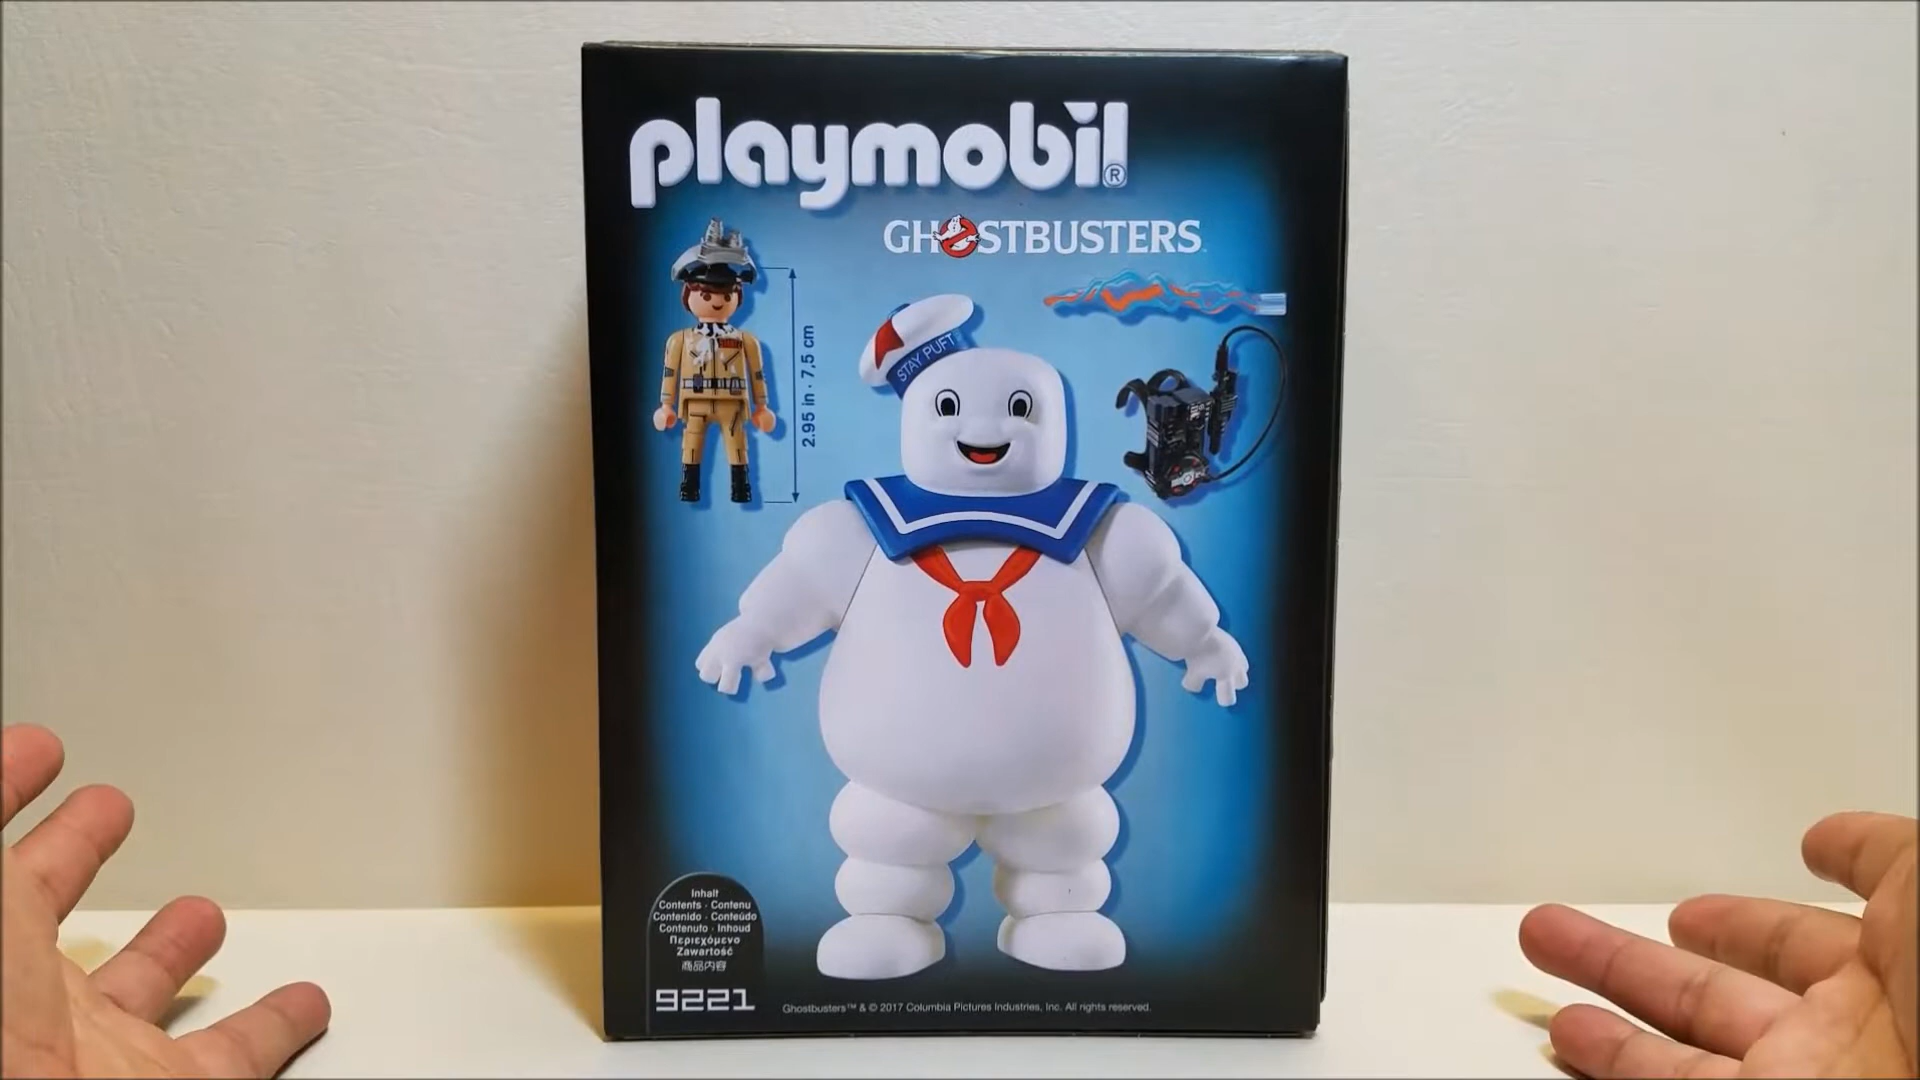 playmobil®
GHOSTBUSTERS
STAY PUFT
2.95 in · 7,5 cm
Inhalt
Contents · Contenu
Contenido · Conteúdo
Contenuto · Inhoud
Περιεχόμενο
Zawartość
商品内容
9221
Ghostbusters™ & © 2017 Columbia Pictures Industries, Inc. All rights reserved.